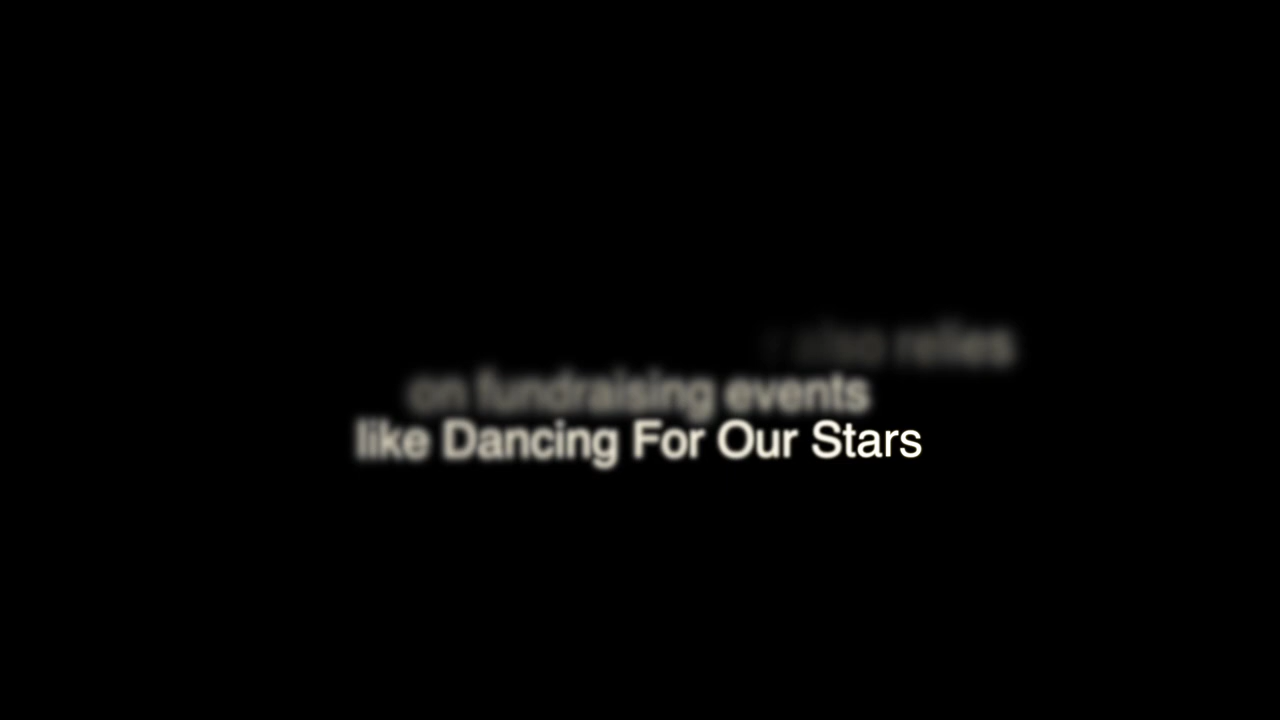 also relies
on fundraising events
like Dancing For Our Stars